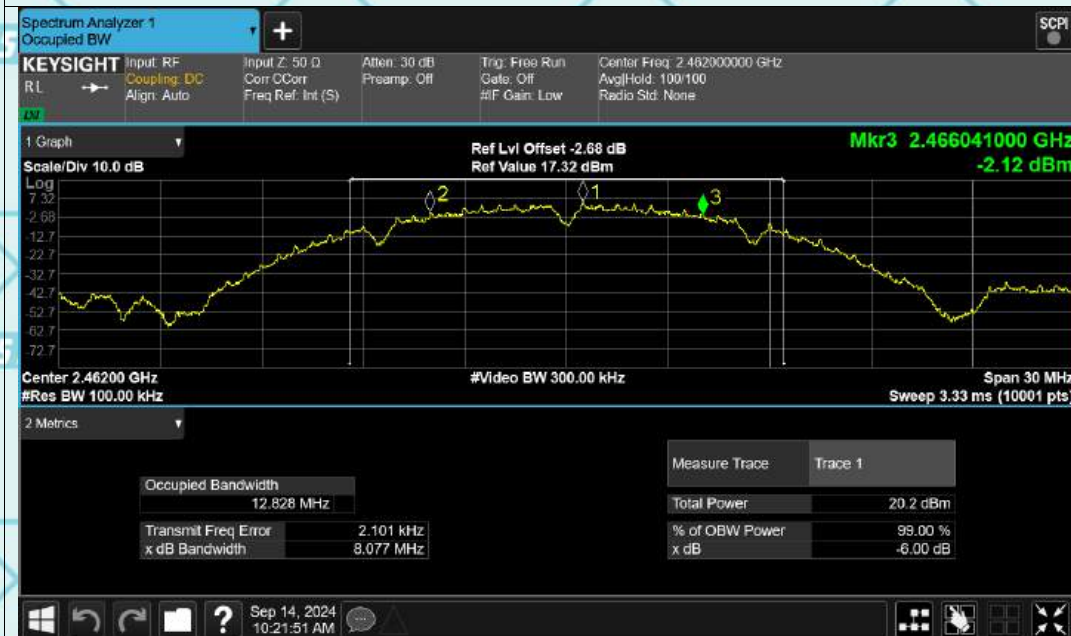 Spectrum Analyzer 1
Occupied BW
+
SCPI
KEYSIGHT
RL
LXI
Input: RF
Coupling: DC
Align: Auto
Input Z: 50 Ω
Corr CCorr
Freq Ref: Int (S)
Atten: 30 dB
Preamp: Off
Trig: Free Run
Gate: Off
#IF Gain: Low
Center Freq: 2.462000000 GHz
Avg|Hold: 100/100
Radio Std: None
1 Graph
Scale/Div 10.0 dB
Ref Lvl Offset -2.68 dB
Ref Value 17.32 dBm
Mkr3 2.466041000 GHz
-2.12 dBm
Log
7.32
-2.68
-12.7
-22.7
-32.7
-42.7
-52.7
-62.7
-72.7
2
1
3
Center 2.46200 GHz
#Res BW 100.00 kHz
#Video BW 300.00 kHz
Span 30 MHz
Sweep 3.33 ms (10001 pts)
2 Metrics
Occupied Bandwidth
12.828 MHz
Transmit Freq Error 2.101 kHz
x dB Bandwidth 8.077 MHz
Measure Trace Trace 1
Total Power 20.2 dBm
% of OBW Power 99.00 %
x dB -6.00 dB
?
Sep 14, 2024
10:21:51 AM